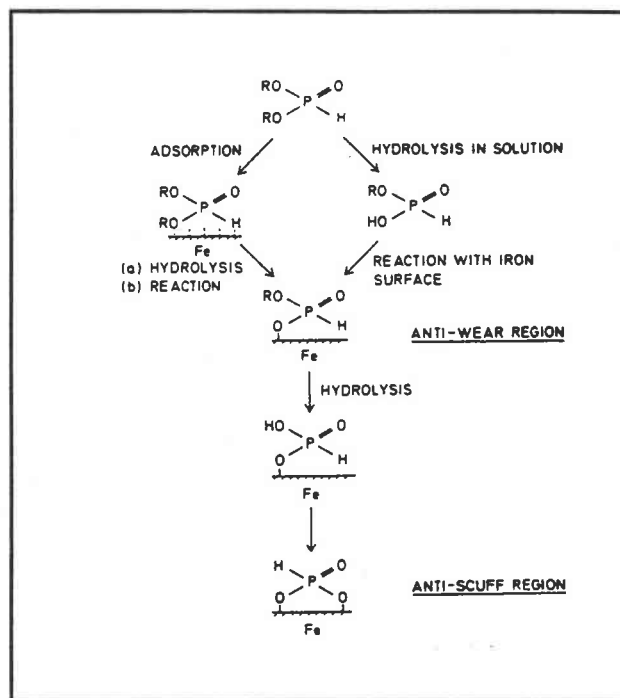 RO O
P
RO H
ADSORPTION HYDROLYSIS IN SOLUTION
RO O RO O
P P
RO H HO H
Fe
(a) HYDROLYSIS REACTION WITH IRON
(b) REACTION SURFACE
RO O
P
O H
ANTI-WEAR REGION
Fe
HYDROLYSIS
HO O
P
O H
Fe
H O
P
O O
ANTI-SCUFF REGION
Fe